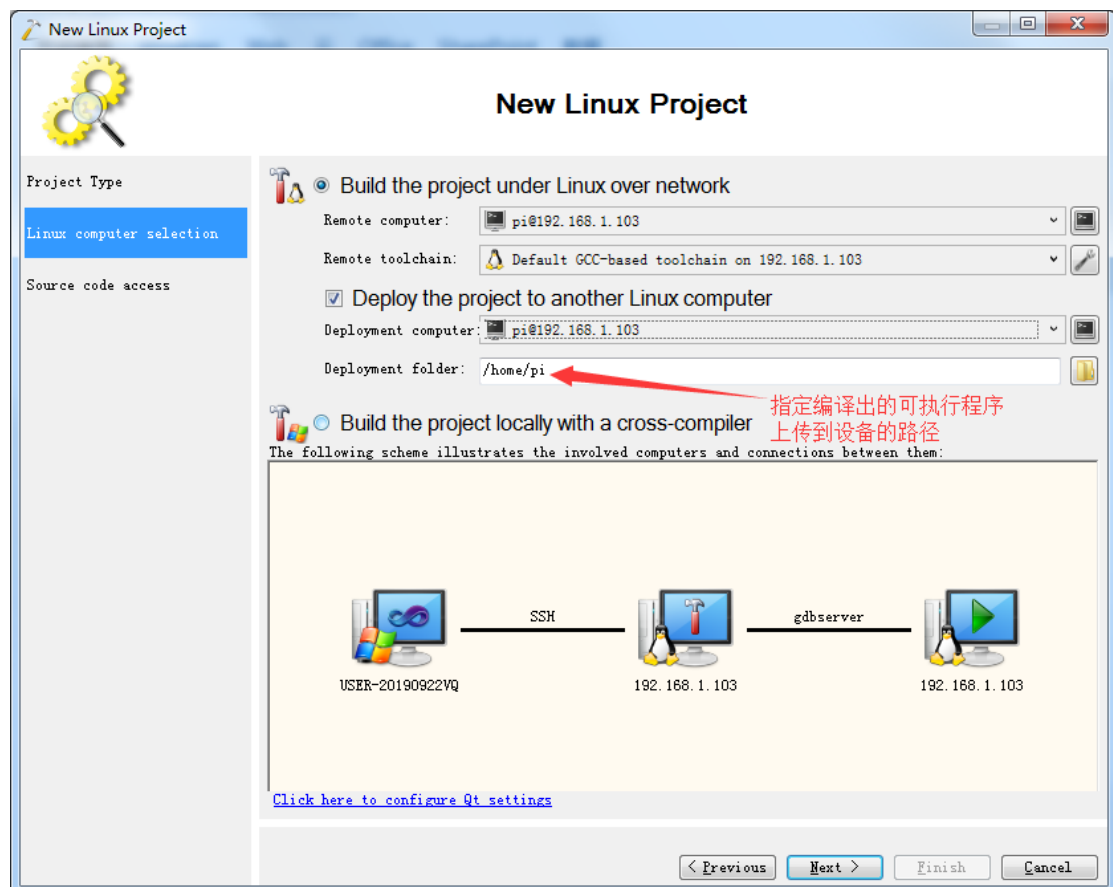 New Linux Project
New Linux Project
Project Type
Linux computer selection
Source code access
Build the project under Linux over network
Remote computer: pi@192.168.1.103
Remote toolchain: Default GCC-based toolchain on 192.168.1.103
Deploy the project to another Linux computer
Deployment computer: pi@192.168.1.103
Deployment folder: /home/pi
指定编译出的可执行程序
上传到设备的路径
Build the project locally with a cross-compiler
The following scheme illustrates the involved computers and connections between them:
SSH
gdbserver
USER-20190922VQ
192.168.1.103
192.168.1.103
Click here to configure Qt settings
< Previous
Next >
Finish
Cancel